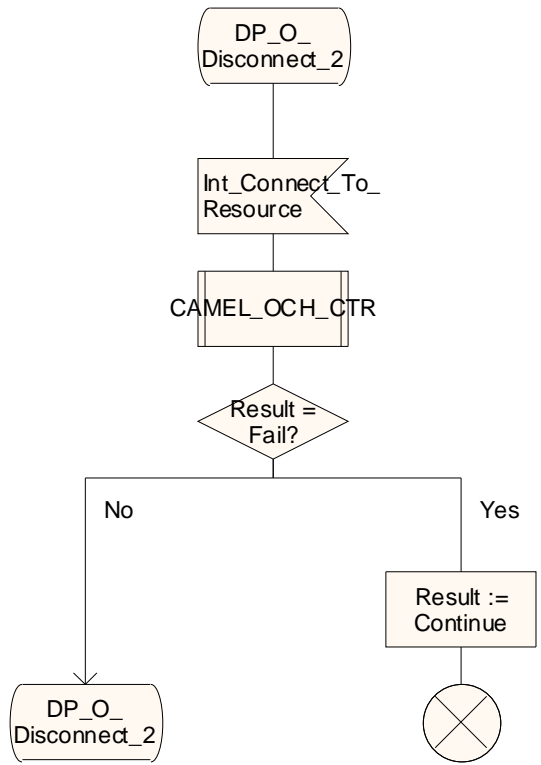 DP_O_
Disconnect_2
Int_Connect_To_
Resource
CAMEL_OCH_CTR
Result =
Fail?
No
Yes
Result :=
Continue
DP_O_
Disconnect_2